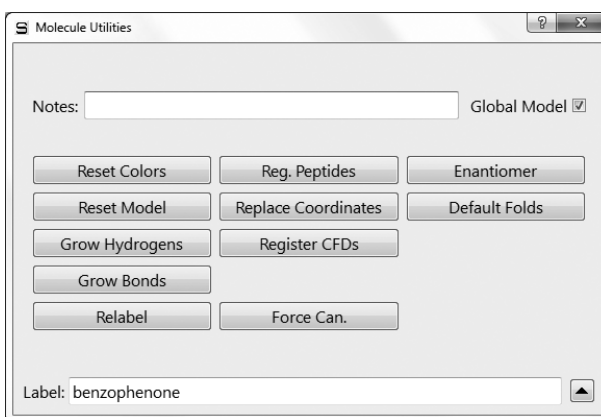 S Molecule Utilities ? x
Notes: Global Model
Reset Colors Reg. Peptides Enantiomer
Reset Model Replace Coordinates Default Folds
Grow Hydrogens Register CFDs
Grow Bonds
Relabel Force Can.
Label: benzophenone